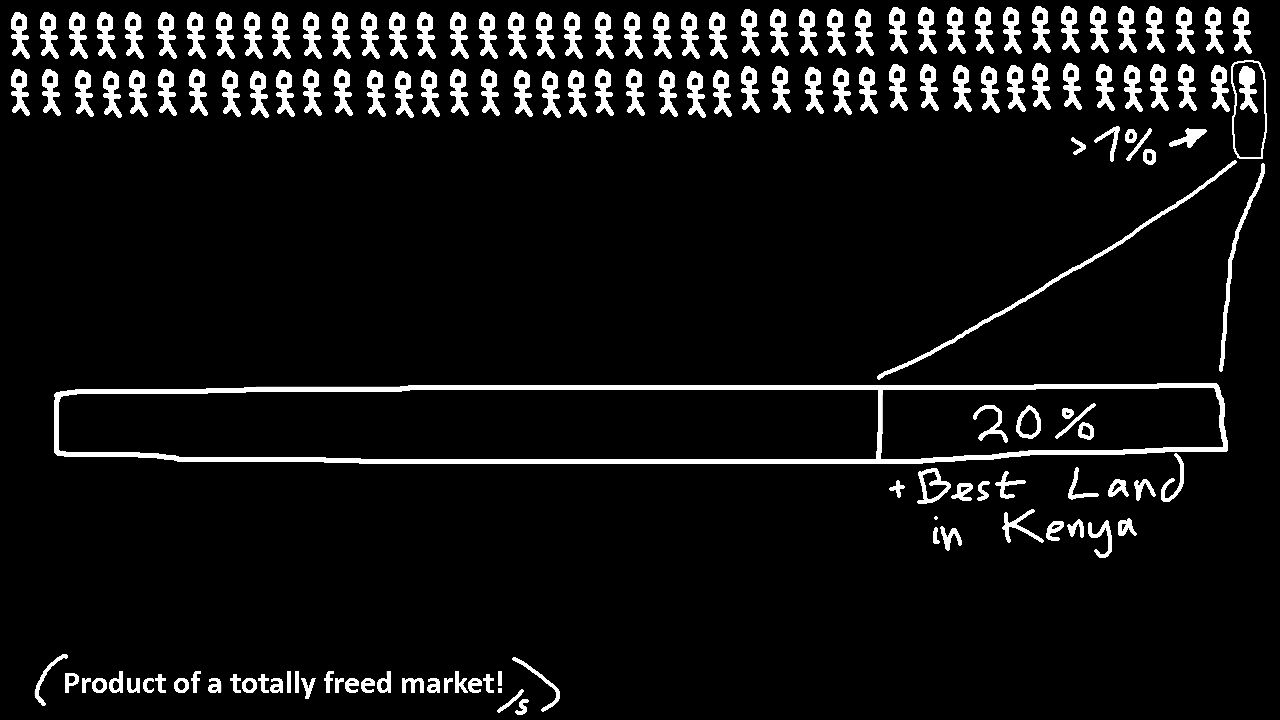 >1%
20%
+ Best Land
in Kenya
(Product of a totally freed market! /s)